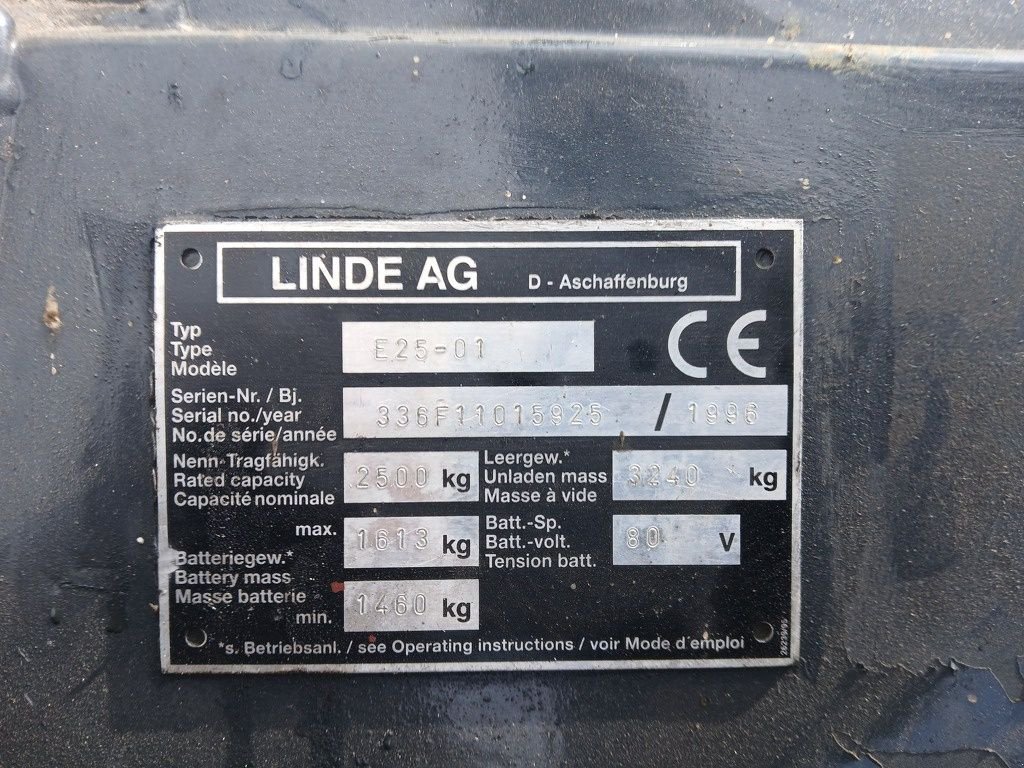 LINDE AG D - Aschaffenburg
Typ
Type
Modèle
E25-01
CE
Serien-Nr. / Bj.
Serial no./year
No.de série/année
336F11015925 / 1996
Nenn-Tragfähigk.
Rated capacity
Capacité nominale
2500 kg
Leergew.*
Unladen mass
Masse à vide
3240 kg
max.
1613 kg
Batt.-Sp.
Batt.-volt.
Tension batt.
80 V
Batteriegew.*
Battery mass
Masse batterie
min.
1460 kg
*s. Betriebsanl. / see Operating instructions / voir Mode d´emploi